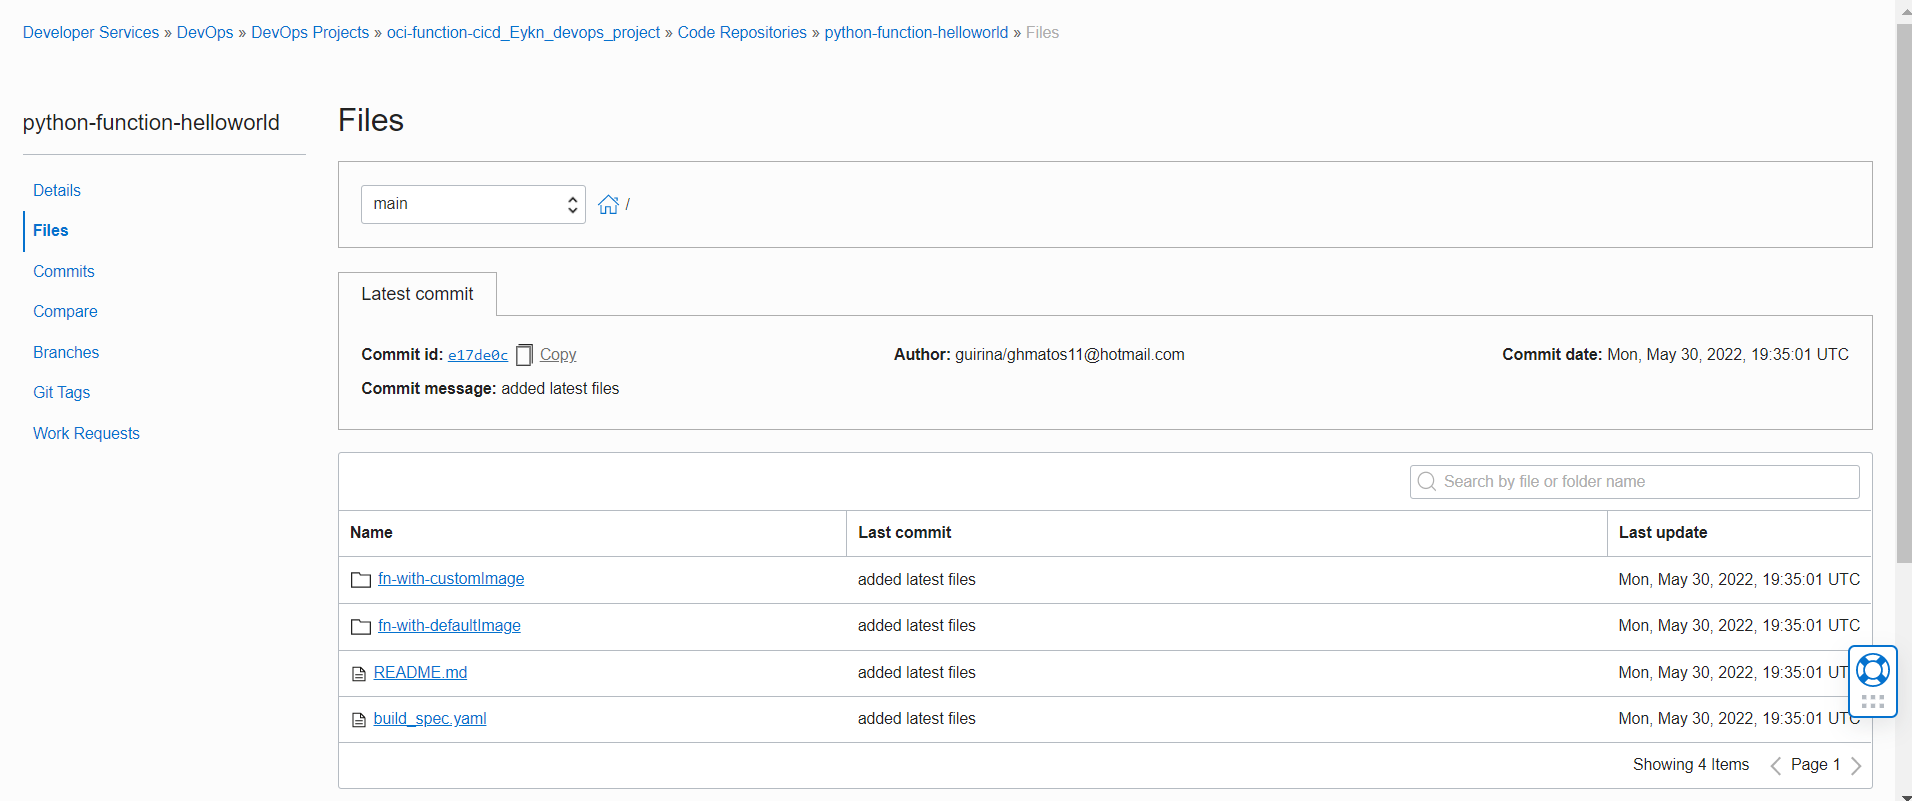 Developer Services » DevOps » DevOps Projects » oci-function-cicd_Eykn_devops_project » Code Repositories » python-function-helloworld » Files
python-function-helloworld
Details
Files
Commits
Compare
Branches
Git Tags
Work Requests
Files
main
/
Latest commit
Commit id: e17de0c Copy
Author: guirina/ghmatos11@hotmail.com
Commit date: Mon, May 30, 2022, 19:35:01 UTC
Commit message: added latest files
Search by file or folder name
Name Last commit Last update
fn-with-customImage added latest files Mon, May 30, 2022, 19:35:01 UTC
fn-with-defaultImage added latest files Mon, May 30, 2022, 19:35:01 UTC
README.md added latest files Mon, May 30, 2022, 19:35:01 UT
build_spec.yaml added latest files Mon, May 30, 2022, 19:35:01 UTC
Showing 4 Items Page 1